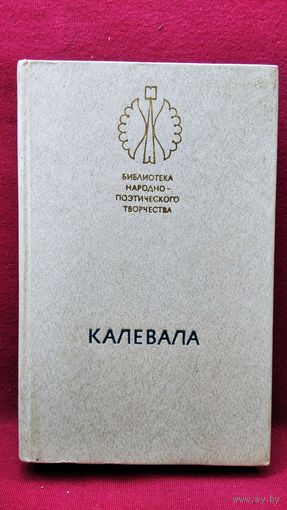 БИБЛИОТЕКА
НАРОДНО-
ПОЭТИЧЕСКОГО
ТВОРЧЕСТВА
КАЛЕВАЛА
www.ay.by